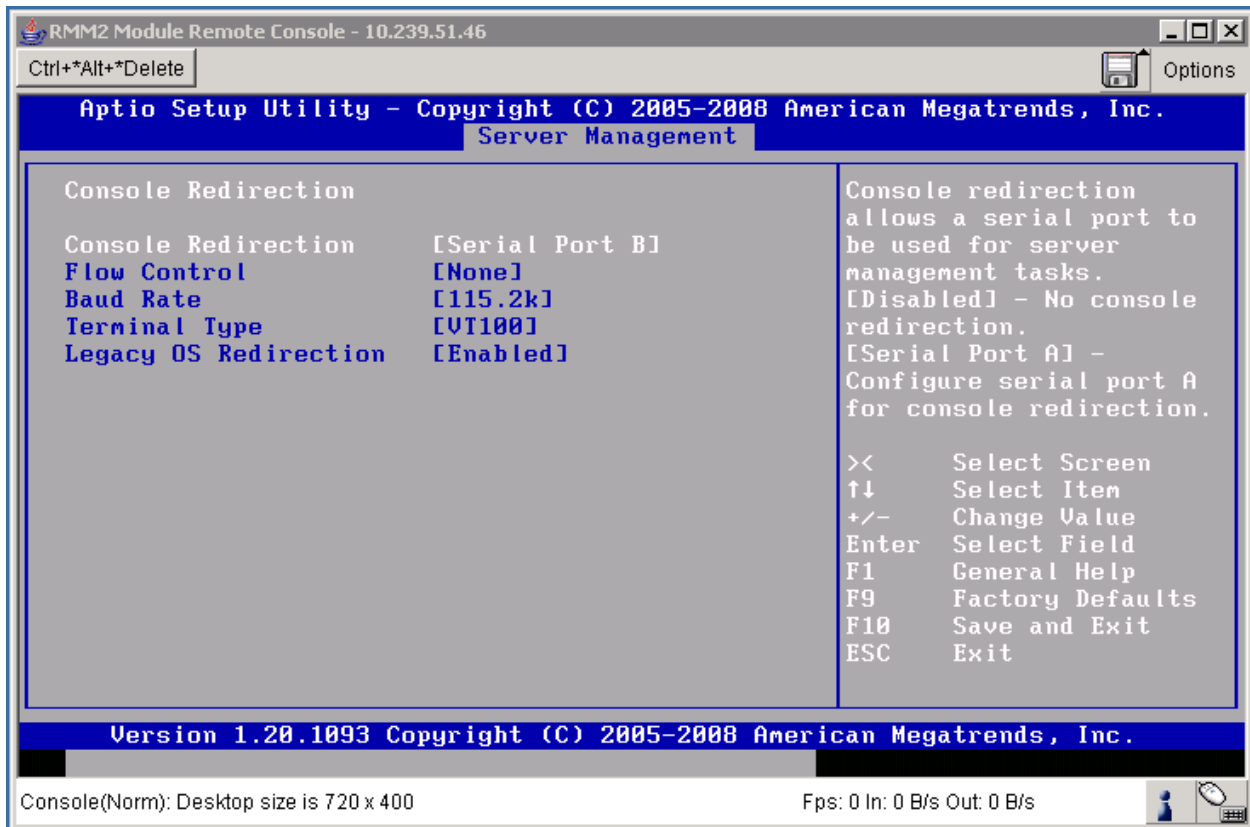 RMM2 Module Remote Console - 10.239.51.46
Ctrl+*Alt+*Delete
Options
Aptio Setup Utility - Copyright (C) 2005-2008 American Megatrends, Inc.
Server Management
Console Redirection
Console Redirection [Serial Port B]
Flow Control [None]
Baud Rate [115.2k]
Terminal Type [VT100]
Legacy OS Redirection [Enabled]
Console redirection
allows a serial port to
be used for server
management tasks.
[Disabled] - No console
redirection.
[Serial Port A] -
Configure serial port A
for console redirection.
>< Select Screen
↑↓ Select Item
+/- Change Value
Enter Select Field
F1 General Help
F9 Factory Defaults
F10 Save and Exit
ESC Exit
Version 1.20.1093 Copyright (C) 2005-2008 American Megatrends, Inc.
Console(Norm): Desktop size is 720 x 400
Fps: 0 In: 0 B/s Out: 0 B/s